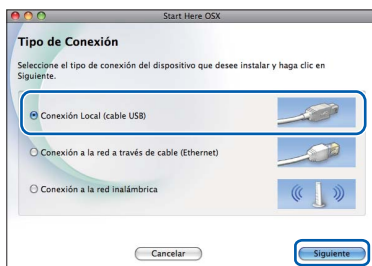 Start Here OSX
Tipo de Conexión
Seleccione el tipo de conexión del dispositivo que desee instalar y haga clic en
Siguiente.
Conexión Local (cable USB)
Conexión a la red a través de cable (Ethernet)
Conexión a la red inalámbrica
Cancelar
Siguiente